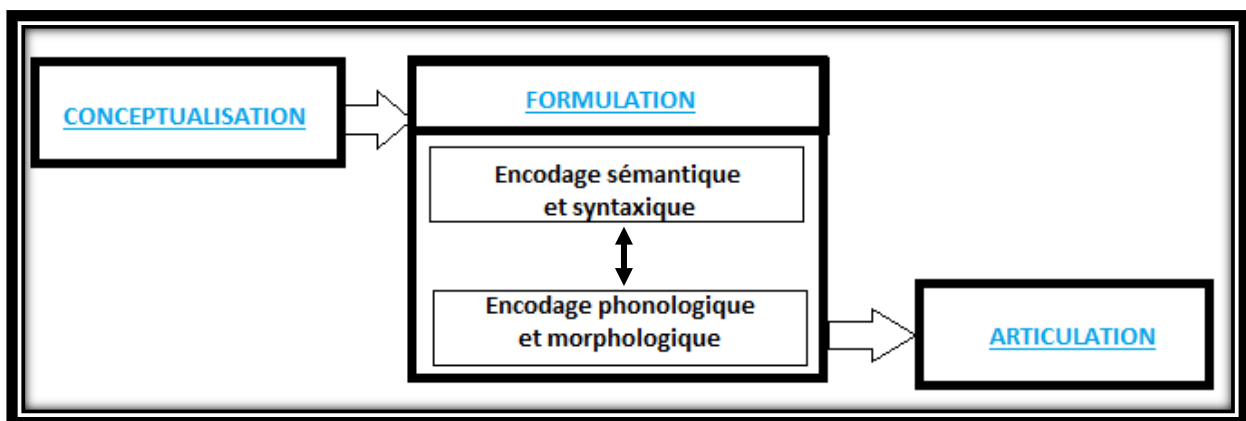 CONCEPTUALISATION
FORMULATION
Encodage sémantique
et syntaxique
Encodage phonologique
et morphologique
ARTICULATION